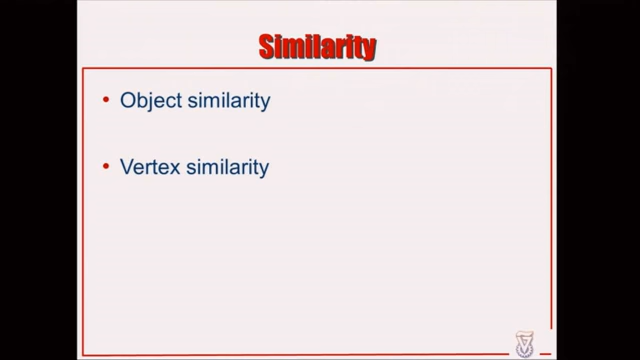 Similarity
• Object similarity
• Vertex similarity